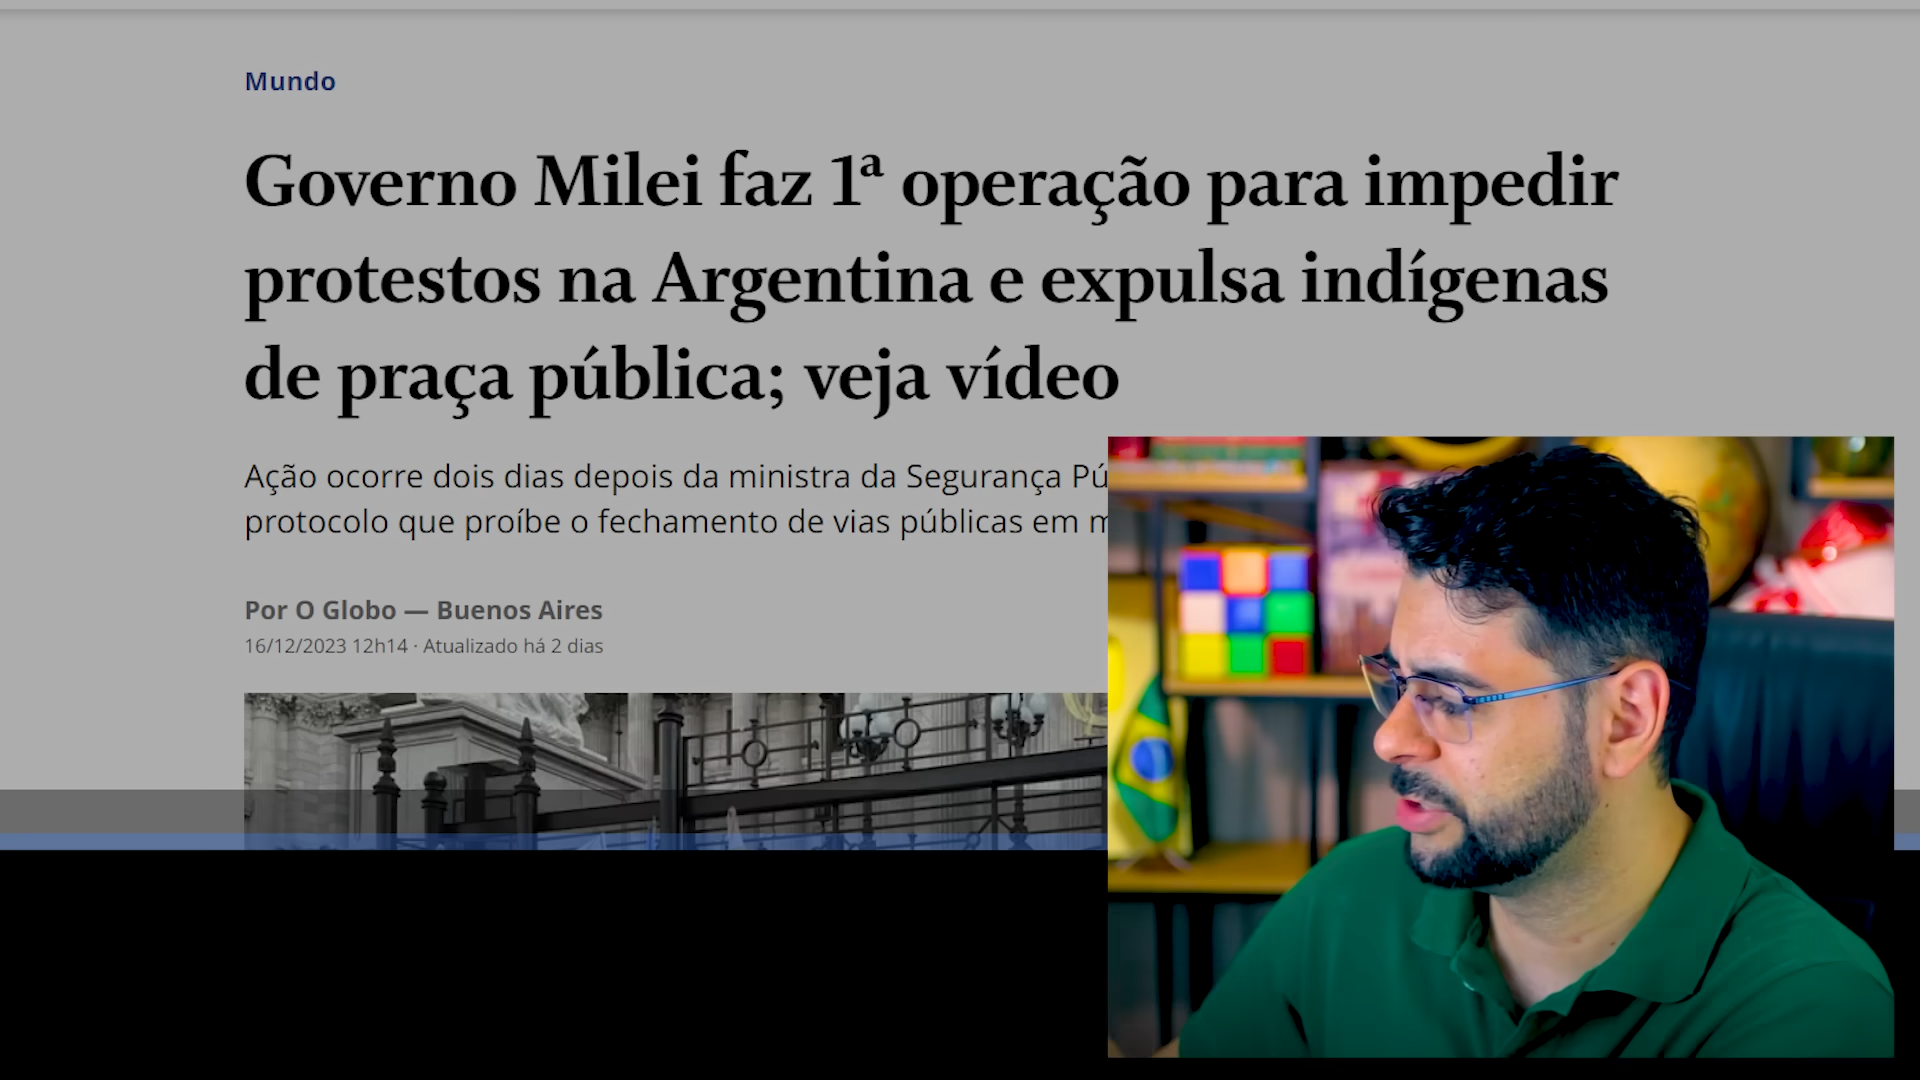 Mundo
Governo Milei faz 1ª operação para impedir
protestos na Argentina e expulsa indígenas
de praça pública; veja vídeo
Ação ocorre dois dias depois da ministra da Segurança
protocolo que proíbe o fechamento de vias públicas em
Por O Globo — Buenos Aires
16/12/2023 12h14 · Atualizado há 2 dias